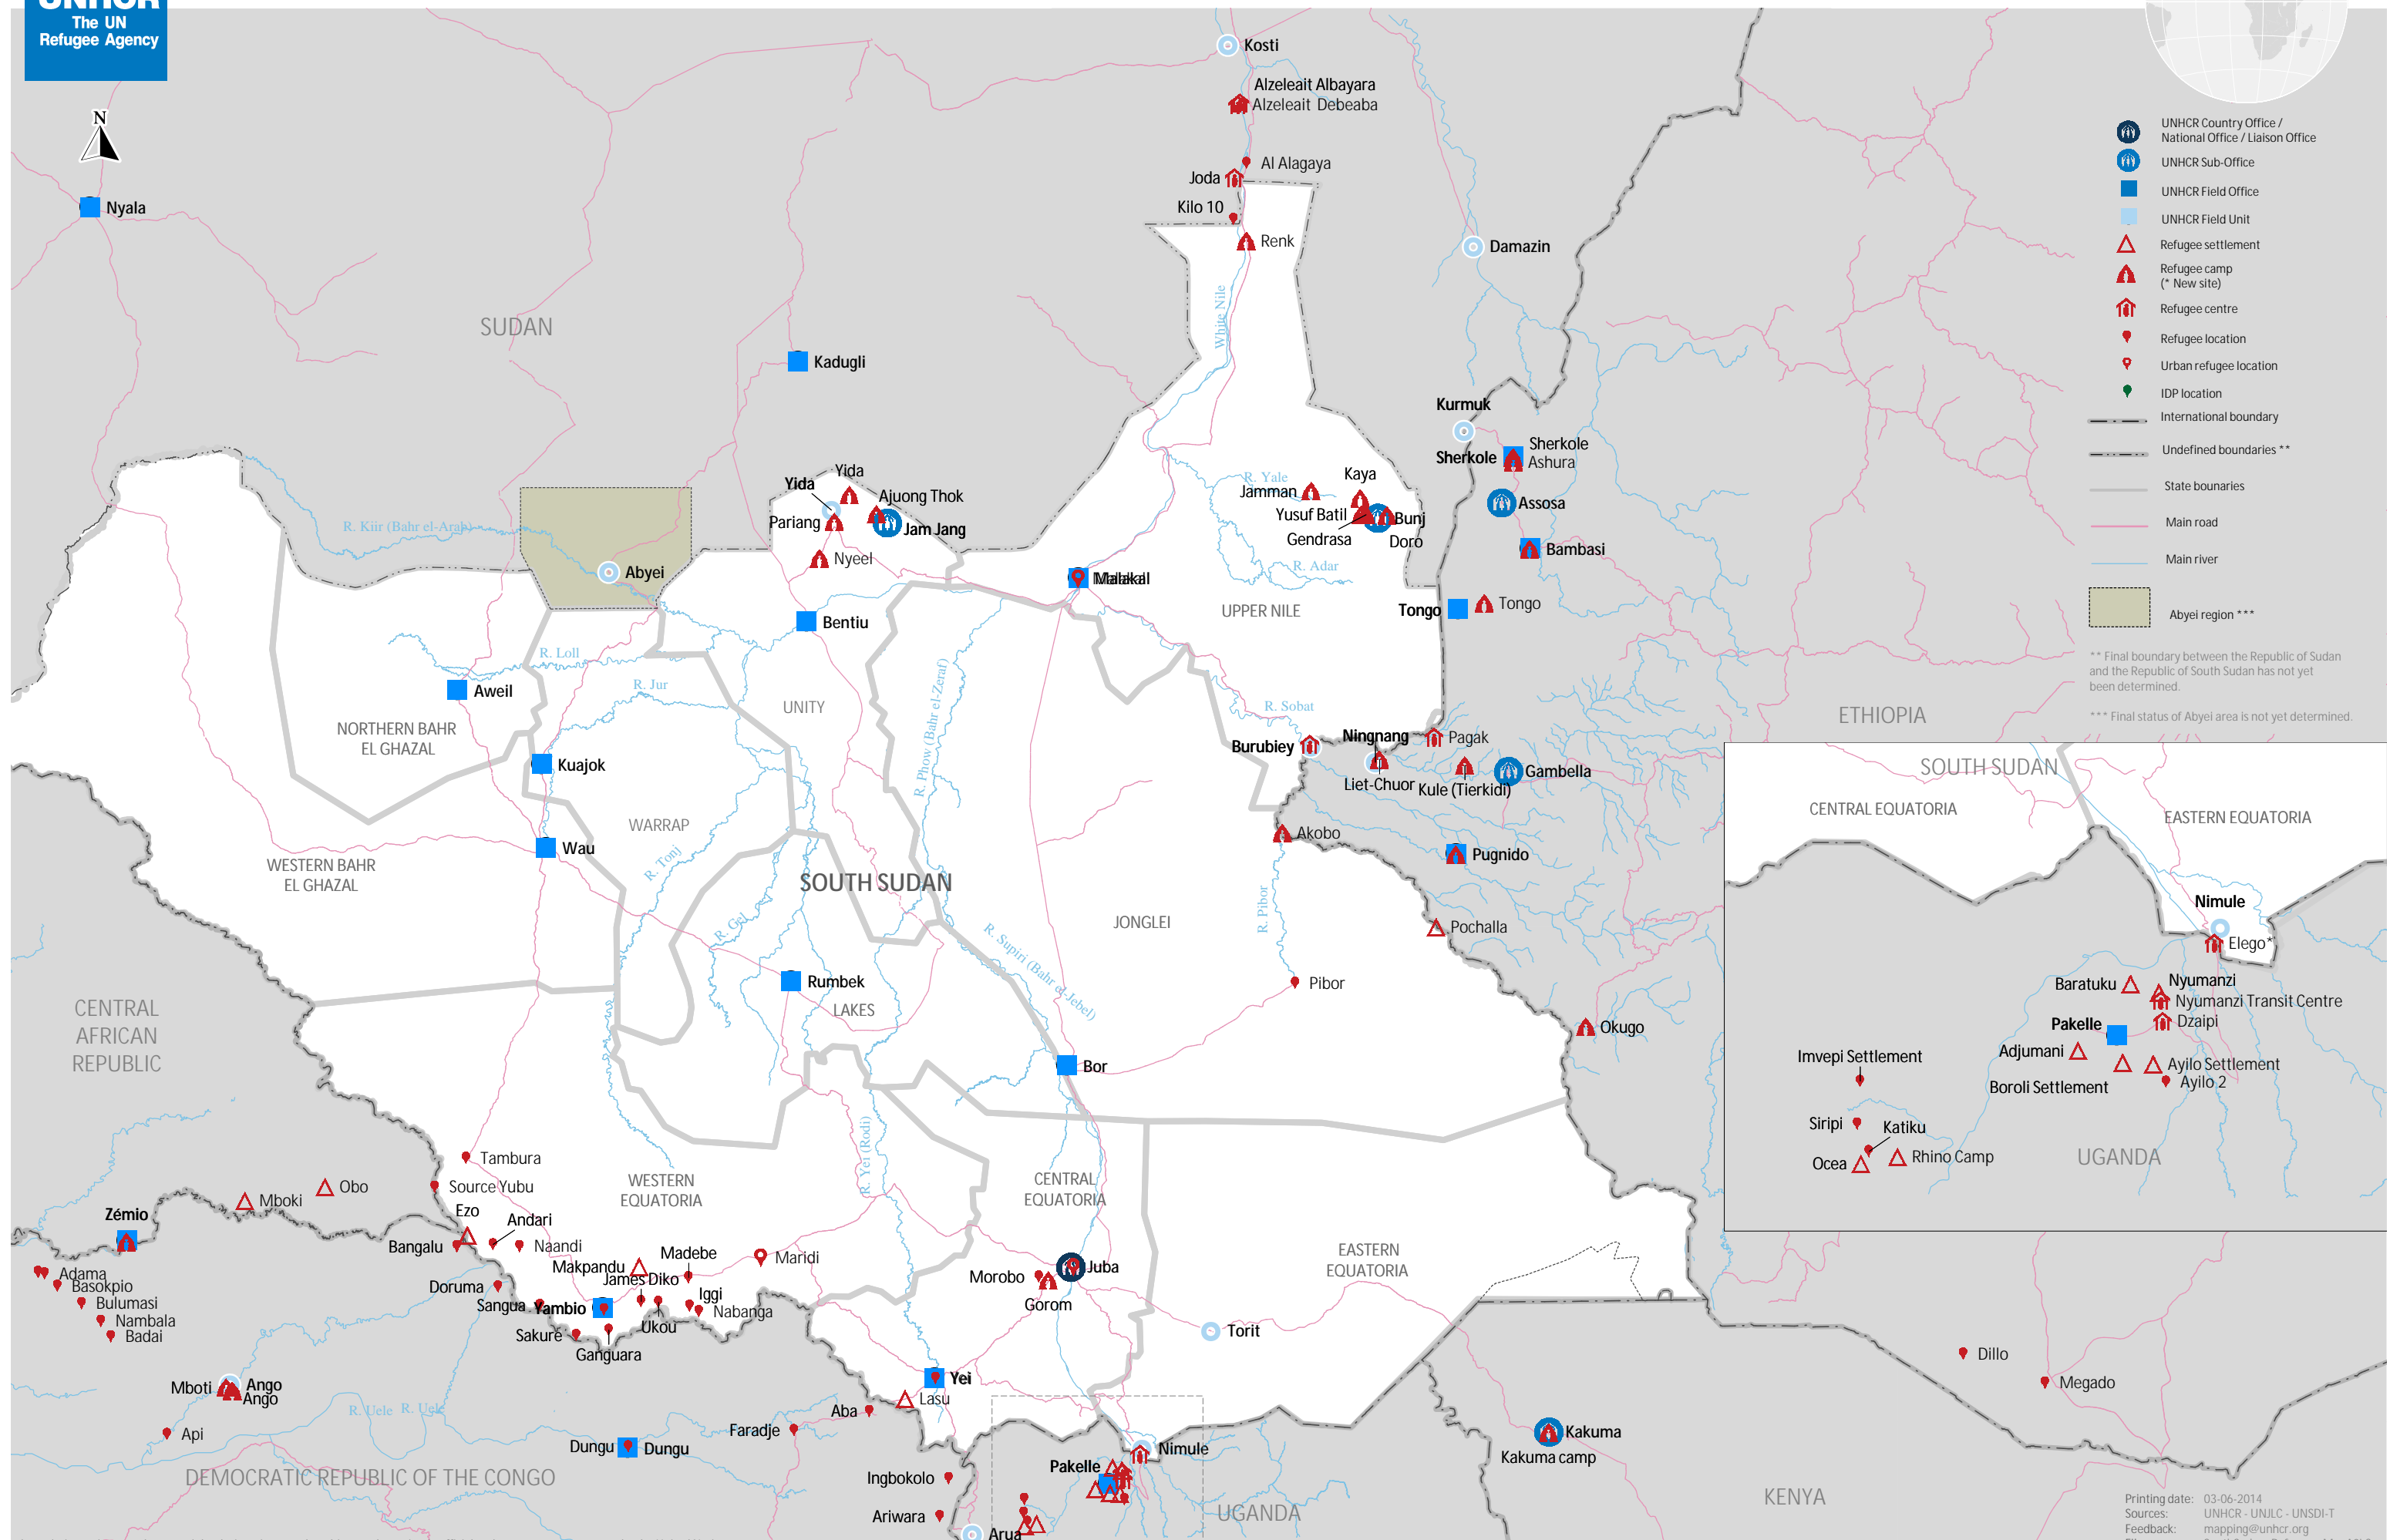 UNHCR
The UN
Refugee Agency
N
Kosti
Alzeleait Albayara
Alzeleait Debeaba
Al Alagaya
Joda
Kilo 10
Renk
Nyala
Damazin
White Nile
SUDAN
Kadugli
Kurmuk
Sherkole
Sherkole
Ashura
Assosa
Bambasi
Tongo
Tongo
Yida
Yida
Ajuong Thok
Pariang
Jam Jang
Nyeel
R. Yale
Kaya
Jamman
Yusuf Batil
Bunj
Gendrasa
Doro
R. Adar
R. Kiir (Bahr el-Arab)
Abyei
Malakal
UPPER NILE
Bentiu
R. Loll
R. Jur
Aweil
UNITY
R. Phow (Bahr el-Zeraf)
R. Sobat
NORTHERN BAHR
EL GHAZAL
Kuajok
Burubiey
Ningnang
Pagak
Liet-Chuor
Kule (Tierkidi)
Gambella
ETHIOPIA
WARRAP
Akobo
Wau
R. Tonj
Pugnido
WESTERN BAHR
EL GHAZAL
SOUTH SUDAN
R. Gel
JONGLEI
R. Pibor
Pochalla
R. Supiri (Bahr el-Jebel)
Rumbek
Pibor
LAKES
Okugo
CENTRAL
AFRICAN
REPUBLIC
Bor
R. Yei (Rodi)
Tambura
Source Yubu
WESTERN
EQUATORIA
CENTRAL
EQUATORIA
Obo
Mboki
Zémio
Ezo
Andari
Bangalu
Naandi
Makpandu
Madebe
Maridi
James Diko
Juba
Morobo
Gorom
EASTERN
EQUATORIA
Adama
Basokpio
Bulumasi
Nambala
Badai
Doruma
Sangua
Yambio
Iggi
Nabanga
Ukou
Sakure
Ganguara
Torit
Mboti
Ango
Ango
Yei
Lasu
R. Uele
R. Uele
Aba
Api
Faradje
Dungu
Dungu
Kakuma
Kakuma camp
Nimule
Pakelle
DEMOCRATIC REPUBLIC OF THE CONGO
Ingbokolo
Ariwara
Arua
UGANDA
KENYA
Dillo
Megado
UNHCR Country Office /
National Office / Liaison Office
UNHCR Sub-Office
UNHCR Field Office
UNHCR Field Unit
Refugee settlement
Refugee camp
(* New site)
Refugee centre
Refugee location
Urban refugee location
IDP location
International boundary
Undefined boundaries **
State bounaries
Main road
Main river
Abyei region ***
** Final boundary between the Republic of Sudan
and the Republic of South Sudan has not yet
been determined.
*** Final status of Abyei area is not yet determined.
SOUTH SUDAN
CENTRAL EQUATORIA
EASTERN EQUATORIA
Nimule
Elego*
Baratuku
Nyumanzi
Nyumanzi Transit Centre
Pakelle
Dzaipi
Adjumani
Imvepi Settlement
Ayilo Settlement
Ayilo 2
Boroli Settlement
Siripi
Katiku
Ocea
Rhino Camp
UGANDA
Printing date: 03-06-2014
Sources: UNHCR - UNJLC - UNSDI-T
Feedback: mapping@unhcr.org